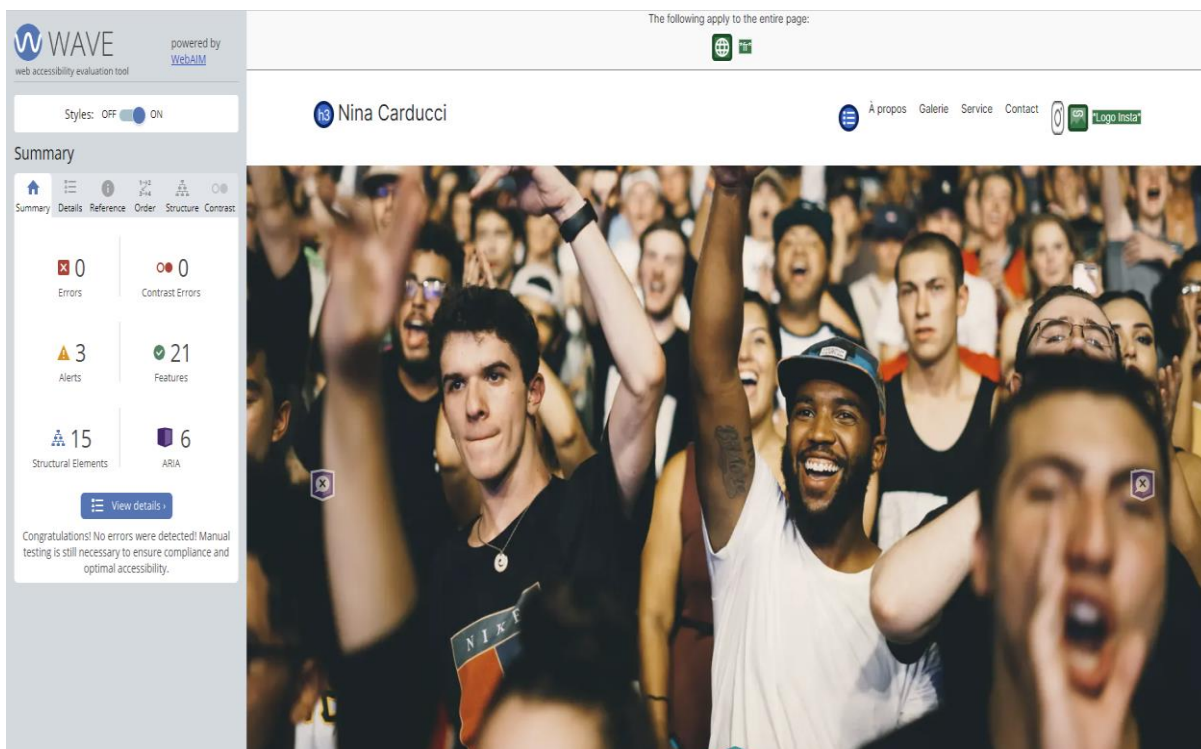 The following apply to the entire page:
WAVE
powered by
WebAIM
web accessibility evaluation tool
Styles: OFF ON
Summary
Summary Details Reference Order Structure Contrast
0 0
Errors Contrast Errors
3 21
Alerts Features
15 6
Structural Elements ARIA
View details ›
Congratulations! No errors were detected! Manual
testing is still necessary to ensure compliance and
optimal accessibility.
h3 Nina Carducci
À propos Galerie Service Contact *Logo Insta*
NIKE